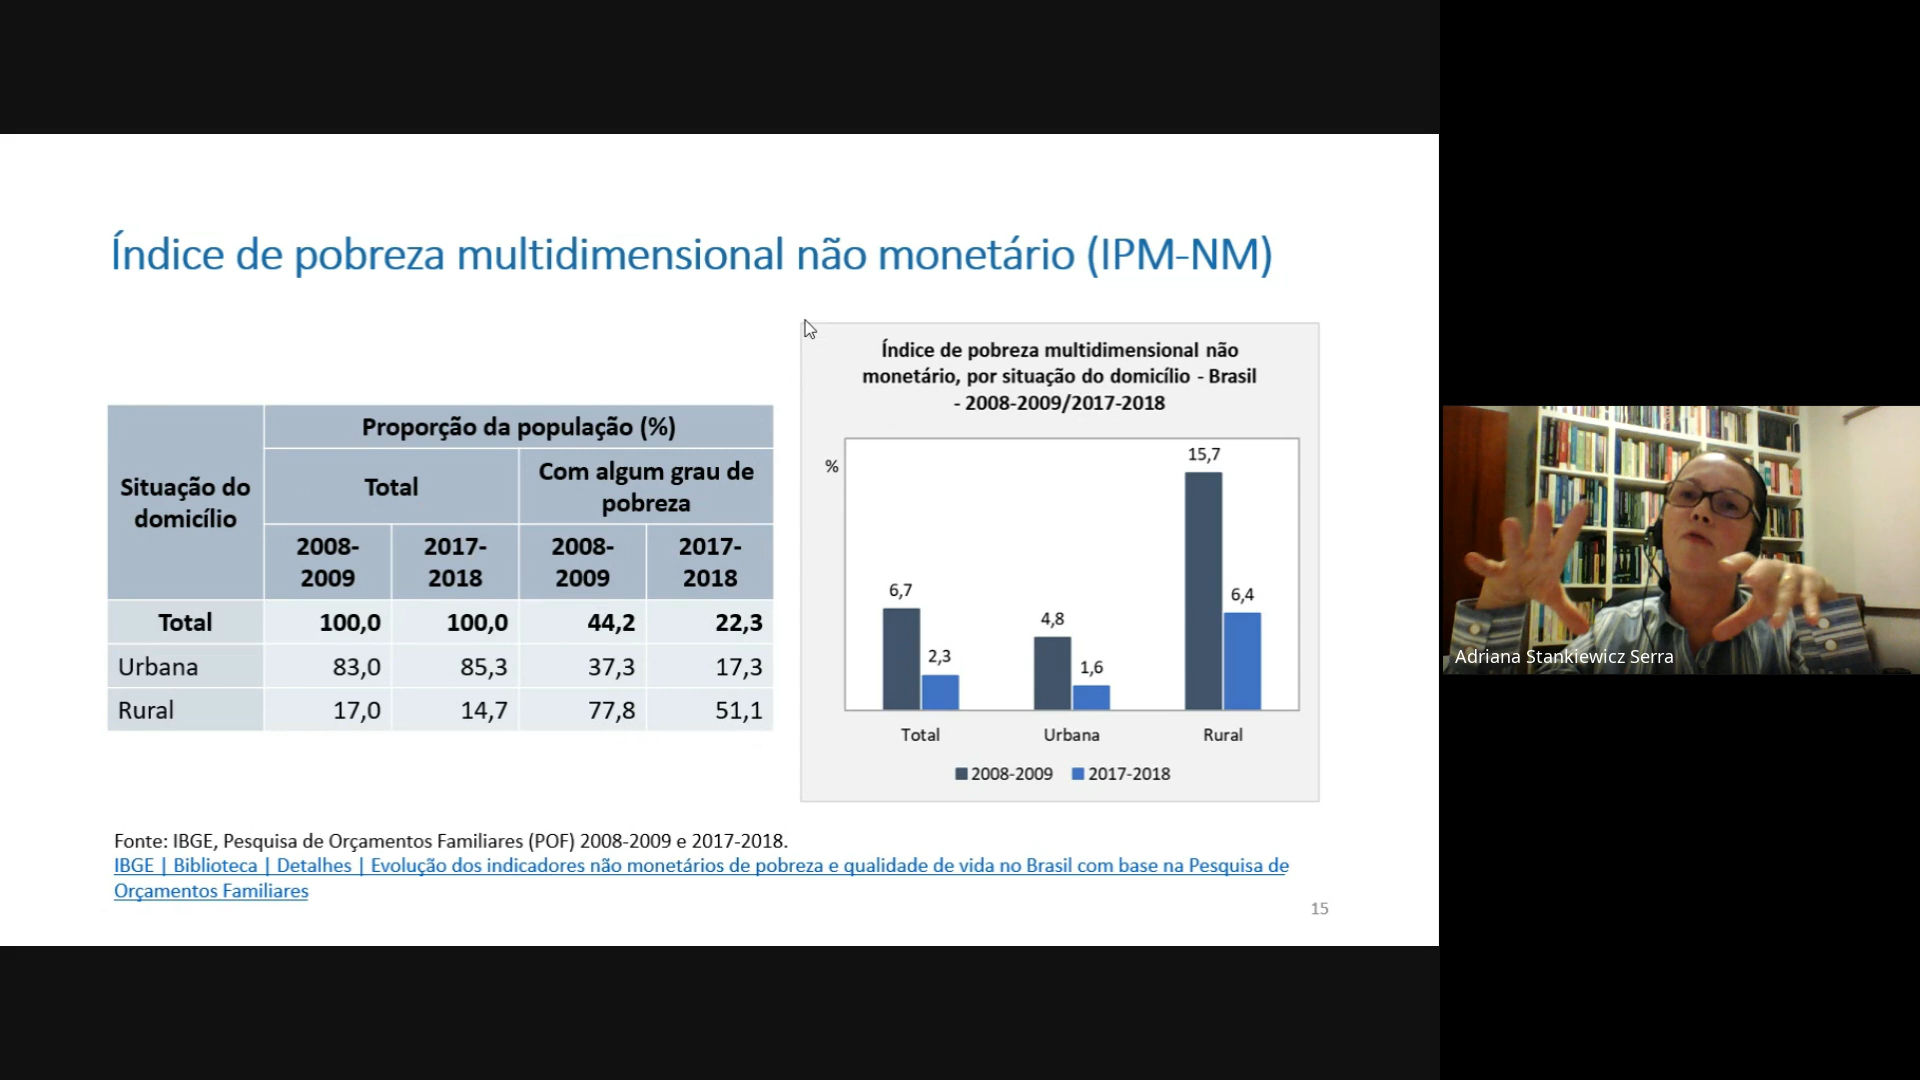 Índice de pobreza multidimensional não monetário (IPM-NM)
Situação do
domicílio
Proporção da população (%)
Total
Com algum grau de
pobreza
2008-
2009
2017-
2018
2008-
2009
2017-
2018
Total 100,0 100,0 44,2 22,3
Urbana 83,0 85,3 37,3 17,3
Rural 17,0 14,7 77,8 51,1
Índice de pobreza multidimensional não
monetário, por situação do domicílio - Brasil
- 2008-2009/2017-2018
%
6,7
2,3
4,8
1,6
15,7
6,4
Total Urbana Rural
2008-2009 2017-2018
Fonte: IBGE, Pesquisa de Orçamentos Familiares (POF) 2008-2009 e 2017-2018.
IBGE | Biblioteca | Detalhes | Evolução dos indicadores não monetários de pobreza e qualidade de vida no Brasil com base na Pesquisa de
Orçamentos Familiares
15
Adriana Stankiewicz Serra